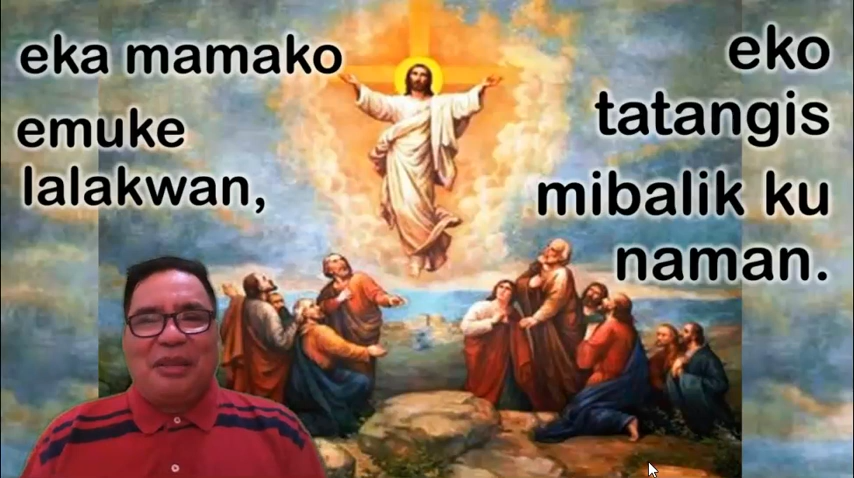 eka mamako
emuke
lalakwan,
eko
tatangis
mibalik ku
naman.